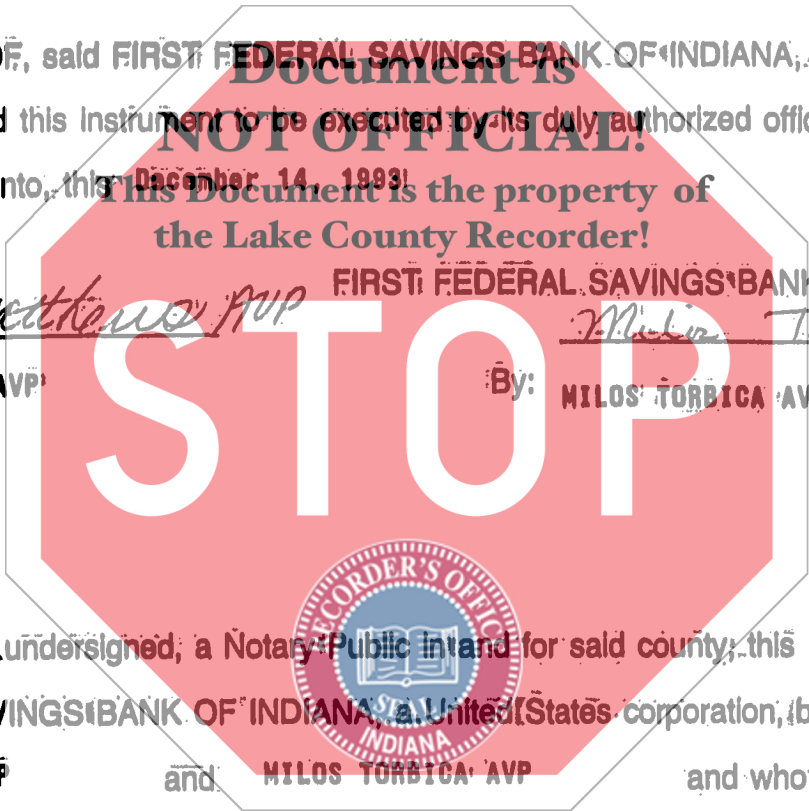 OF, said FIRST FEDERAL SAVINGS BANK OF INDIANA,
Document is
this instrument to be executed by its duly authorized offic
NOT OFFICIAL!
nto, this December 14, 1993
This Document is the property of
the Lake County Recorder!
FIRST FEDERAL SAVINGS BANK
AVP
STOP
AVP By: MILOS TORBICA AV
RECORDER'S OFFICE
undersigned, a Notary Public in and for said county, this
VINGS BANK OF INDIANA, a United States corporation, (b
SEAL
INDIANA
and MILOS TORBICA AVP and who